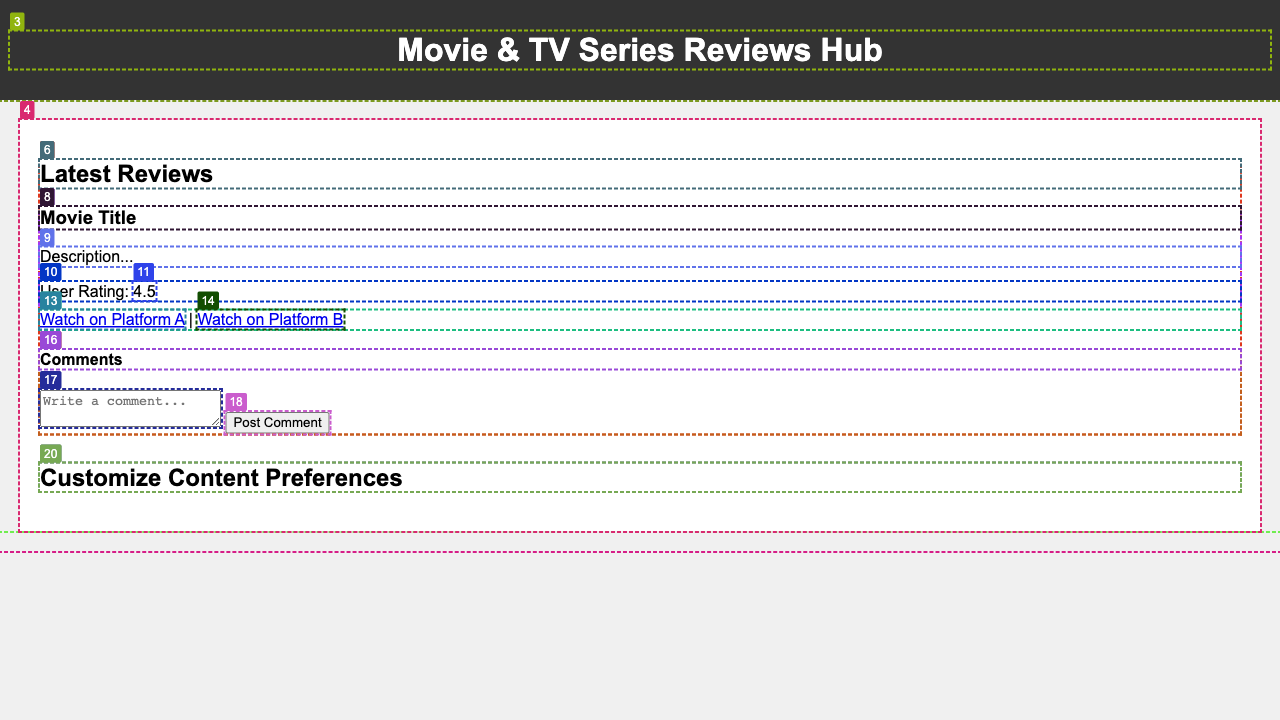 3
Movie & TV Series Reviews Hub
4
6
Latest Reviews
8
Movie Title
9
Description...
10 11
User Rating: 4.5
13 14
Watch on Platform A | Watch on Platform B
16
Comments
17
Write a comment...
18
Post Comment
20
Customize Content Preferences